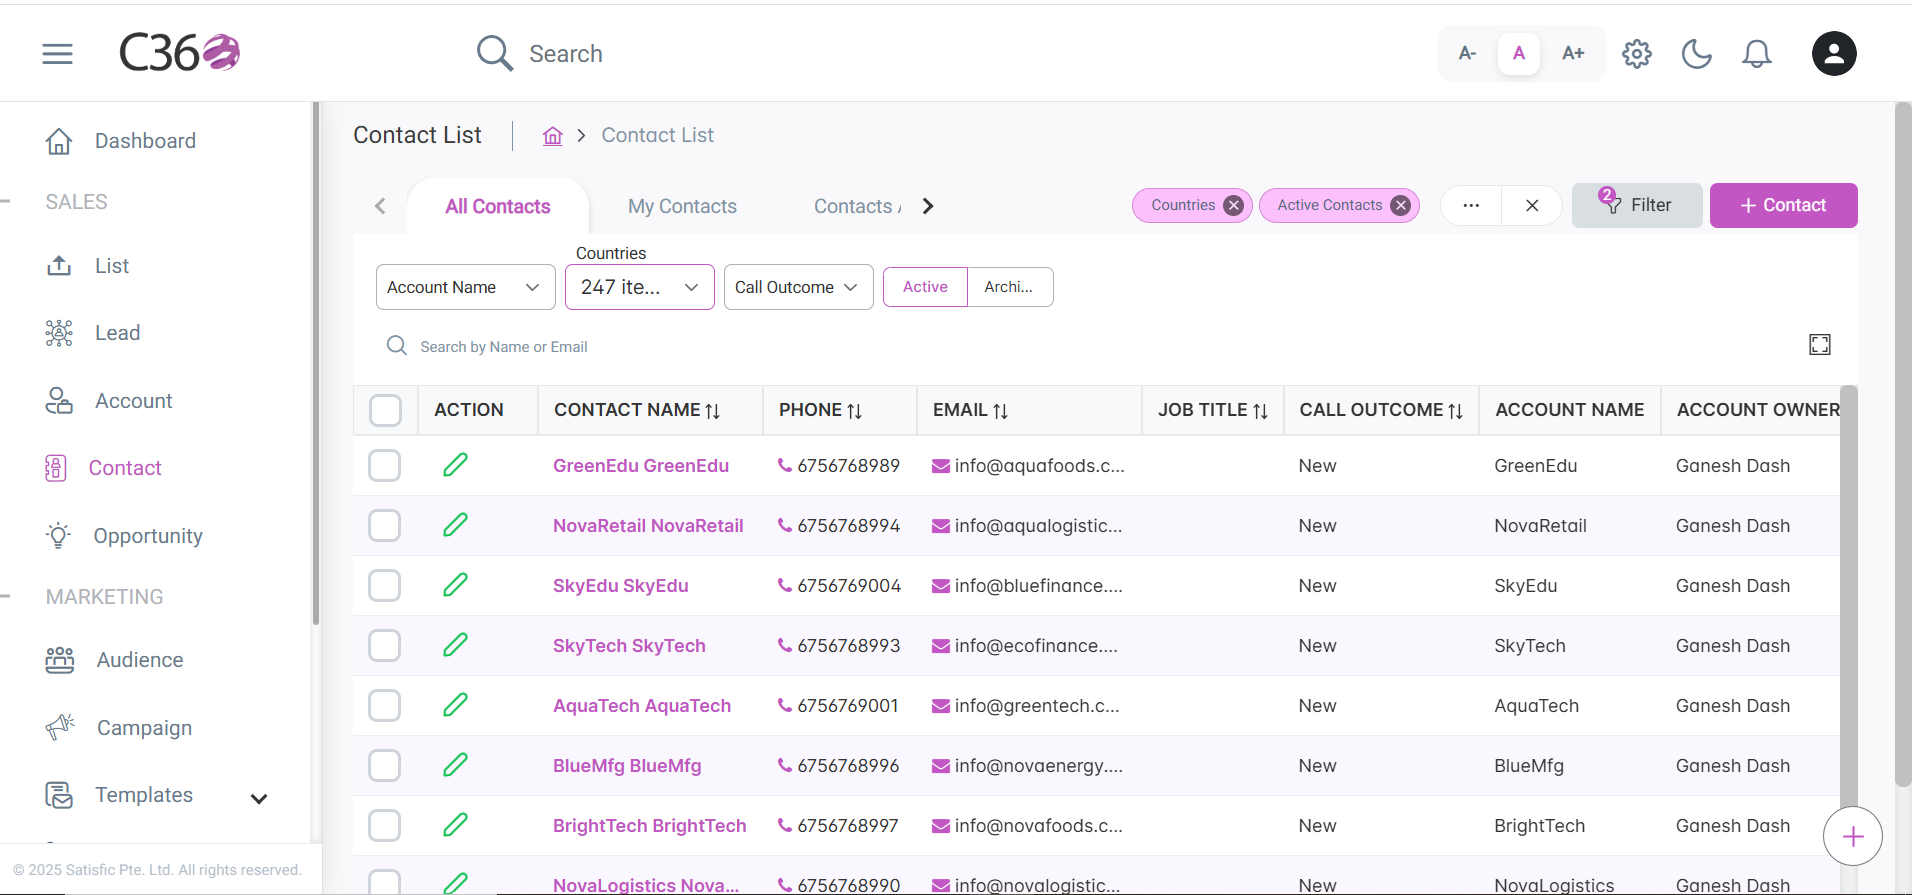 C360
Search
A- A A+
Dashboard
SALES
List
Lead
Account
Contact
Opportunity
MARKETING
Audience
Campaign
Templates
© 2025 Satisfic Pte. Ltd. All rights reserved.
Contact List Contact List
All Contacts My Contacts Contacts
Countries Active Contacts ... 2 Filter + Contact
Countries
Account Name 247 ite... Call Outcome Active Archi...
Search by Name or Email
ACTION CONTACT NAME PHONE EMAIL JOB TITLE CALL OUTCOME ACCOUNT NAME ACCOUNT OWNER
GreenEdu GreenEdu 6756768989 info@aquafoods.c... New GreenEdu Ganesh Dash
NovaRetail NovaRetail 6756768994 info@aqualogistic... New NovaRetail Ganesh Dash
SkyEdu SkyEdu 6756769004 info@bluefinance.... New SkyEdu Ganesh Dash
SkyTech SkyTech 6756768993 info@ecofinance.... New SkyTech Ganesh Dash
AquaTech AquaTech 6756769001 info@greentech.c... New AquaTech Ganesh Dash
BlueMfg BlueMfg 6756768996 info@novaenergy.... New BlueMfg Ganesh Dash
BrightTech BrightTech 6756768997 info@novafoods.c... New BrightTech Ganesh Dash
NovaLogistics Nova... 6756768990 info@novalogistic... New NovaLogistics Ganesh Dash